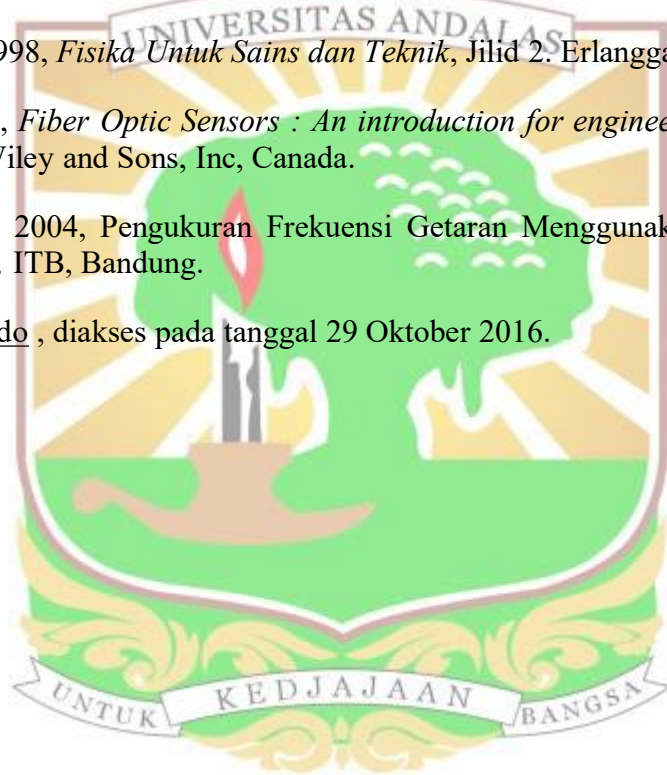 UNIVERSITAS ANDALAS
998, Fisika Untuk Sains dan Teknik, Jilid 2. Erlangga
, Fiber Optic Sensors : An introduction for enginee
Wiley and Sons, Inc, Canada.
2004, Pengukuran Frekuensi Getaran Menggunak
, ITB, Bandung.
do , diakses pada tanggal 29 Oktober 2016.
UNTUK KEDJAJAAN BANGSA